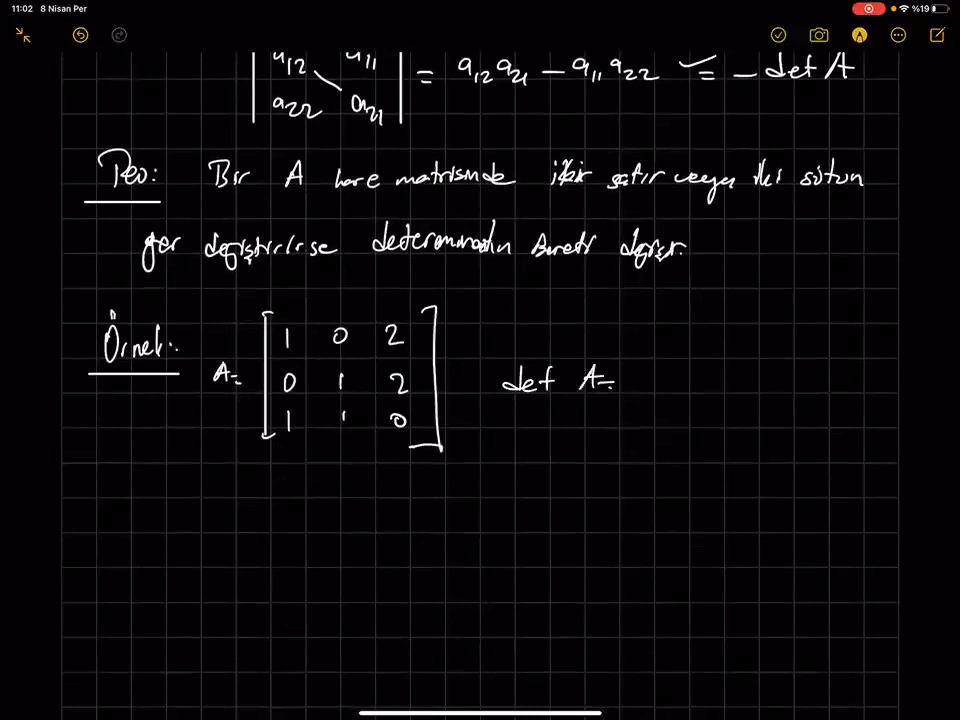 11:02 8 Nisan Per %19
| a12 a11 | = a12 a21 − a11 a22 = − det A
| a22 a21 |
Teo: Bir A kare matrisinde iki satır veya iki sütun
yer değiştirirse determinantın işareti değişir.
Örnek:
A= [ 1 0 2
0 1 2
1 1 0 ]
det A=